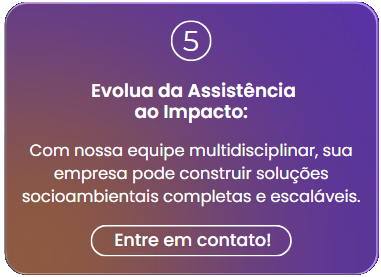 5
Evolua da Assistência
ao Impacto:
Com nossa equipe multidisciplinar, sua
empresa pode construir soluções
socioambientais completas e escaláveis.
Entre em contato!